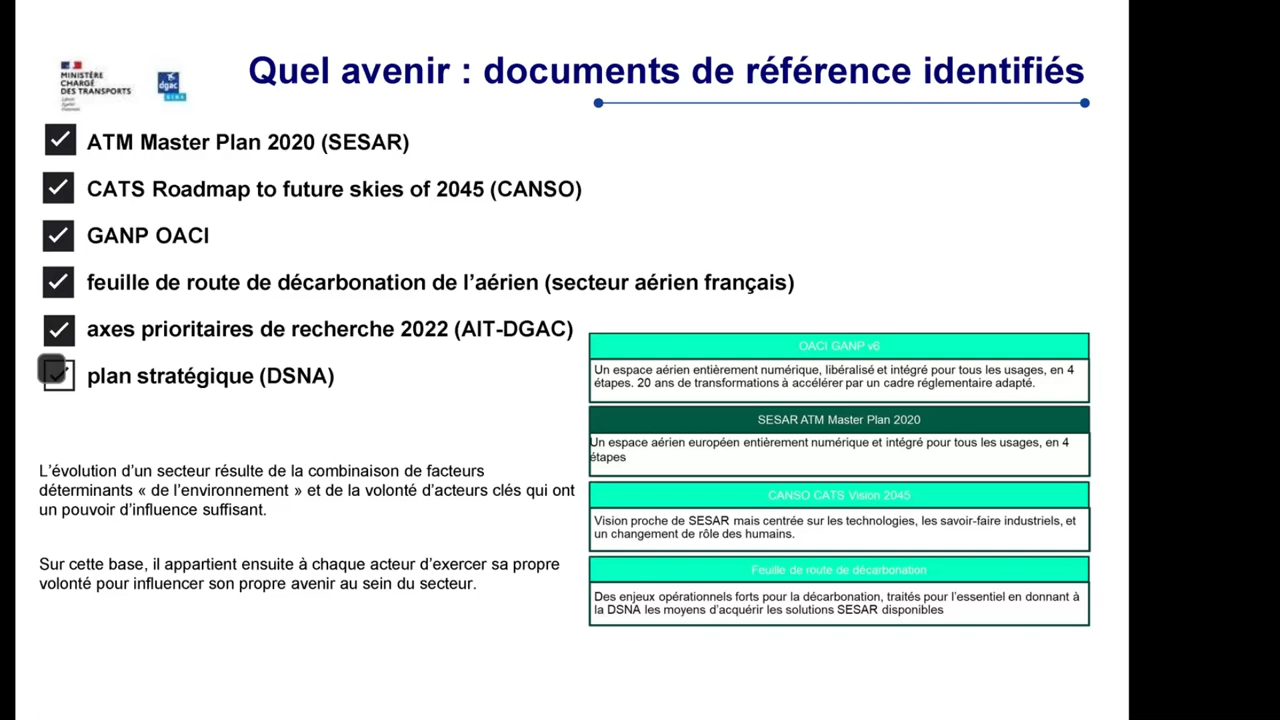 Quel avenir : documents de référence identifiés
MINISTÈRE
CHARGÉ
DES TRANSPORTS
dgac
ATM Master Plan 2020 (SESAR)
CATS Roadmap to future skies of 2045 (CANSO)
GANP OACI
feuille de route de décarbonation de l’aérien (secteur aérien français)
axes prioritaires de recherche 2022 (AIT-DGAC)
plan stratégique (DSNA)
L’évolution d’un secteur résulte de la combinaison de facteurs
déterminants « de l’environnement » et de la volonté d’acteurs clés qui ont
un pouvoir d’influence suffisant.
Sur cette base, il appartient ensuite à chaque acteur d’exercer sa propre
volonté pour influencer son propre avenir au sein du secteur.
OACI GANP v6
Un espace aérien entièrement numérique, libéralisé et intégré pour tous les usages, en 4
étapes. 20 ans de transformations à accélérer par un cadre réglementaire adapté.
SESAR ATM Master Plan 2020
Un espace aérien européen entièrement numérique et intégré pour tous les usages, en 4
étapes
CANSO CATS Vision 2045
Vision proche de SESAR mais centrée sur les technologies, les savoir-faire industriels, et
un changement de rôle des humains.
Feuille de route de décarbonation
Des enjeux opérationnels forts pour la décarbonation, traités pour l’essentiel en donnant à
la DSNA les moyens d’acquérir les solutions SESAR disponibles